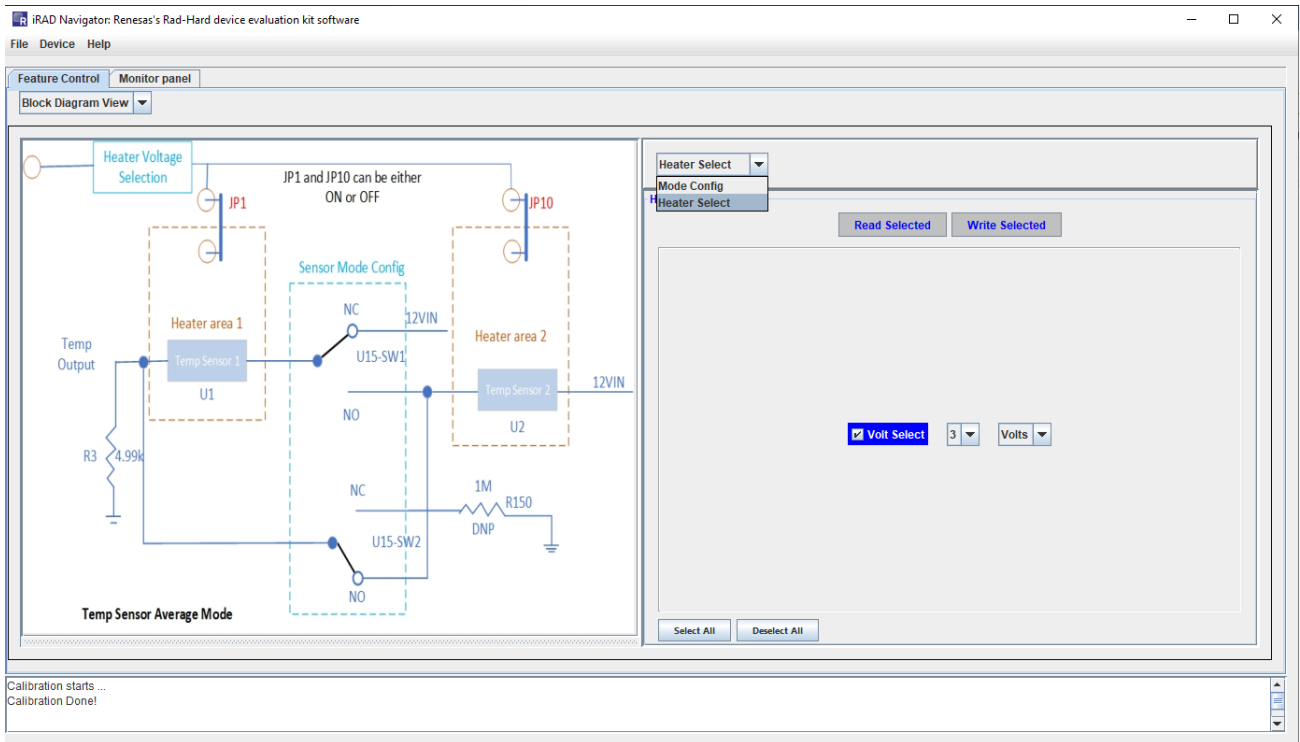 iRAD Navigator: Renesas's Rad-Hard device evaluation kit software
File Device Help
Feature Control Monitor panel
Block Diagram View
Heater Voltage
Selection
JP1 and JP10 can be either
ON or OFF
JP1
JP10
Sensor Mode Config
NC
12VIN
Heater area 1
Heater area 2
Temp
Output
Temp Sensor 1
U15-SW1
Temp Sensor 2
12VIN
U1
NO
U2
R3
4.99k
NC
1M
R150
DNP
U15-SW2
NO
Temp Sensor Average Mode
Heater Select
Mode Config
Heater Select
H
Read Selected Write Selected
Volt Select 3 Volts
Select All Deselect All
Calibration starts ...
Calibration Done!